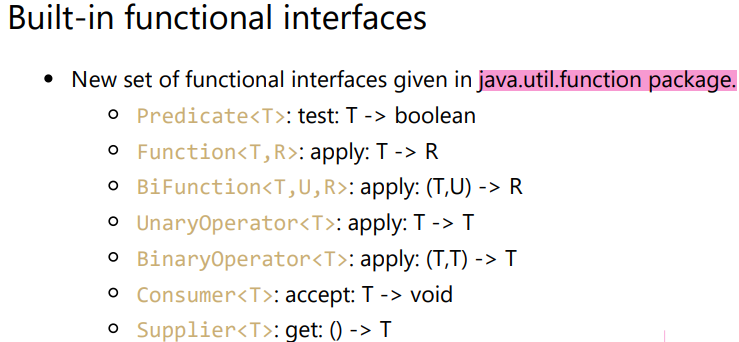 Built-in functional interfaces
• New set of functional interfaces given in java.util.function package.
○ Predicate<T>: test: T -> boolean
○ Function<T,R>: apply: T -> R
○ BiFunction<T,U,R>: apply: (T,U) -> R
○ UnaryOperator<T>: apply: T -> T
○ BinaryOperator<T>: apply: (T,T) -> T
○ Consumer<T>: accept: T -> void
○ Supplier<T>: get: () -> T